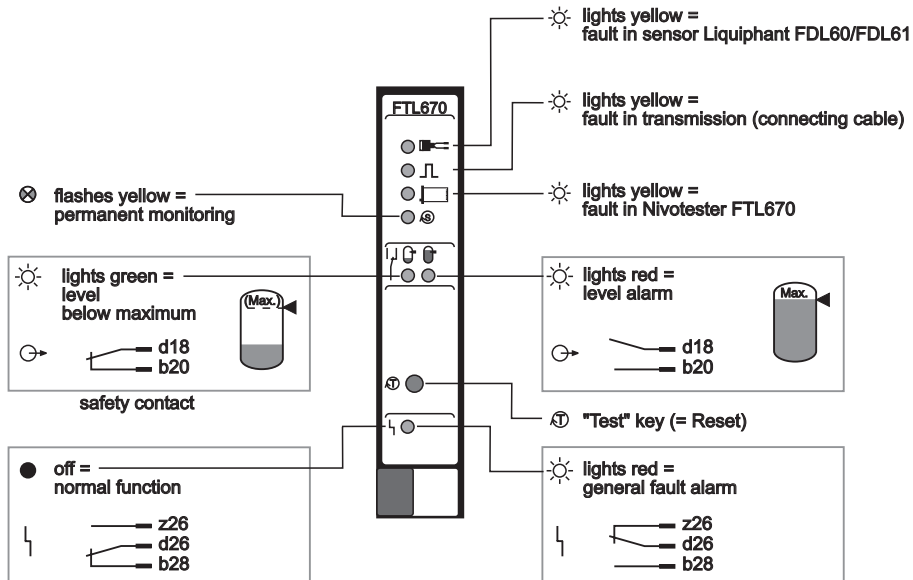 lights yellow =
fault in sensor Liquiphant FDL60/FDL61
FTL670
lights yellow =
fault in transmission (connecting cable)
flashes yellow =
permanent monitoring
S
lights yellow =
fault in Nivotester FTL670
lights green =
level
below maximum
(Max.)
d18
b20
safety contact
lights red =
level alarm
Max.
d18
b20
T
T "Test" key (= Reset)
off =
normal function
z26
d26
b28
lights red =
general fault alarm
z26
d26
b28